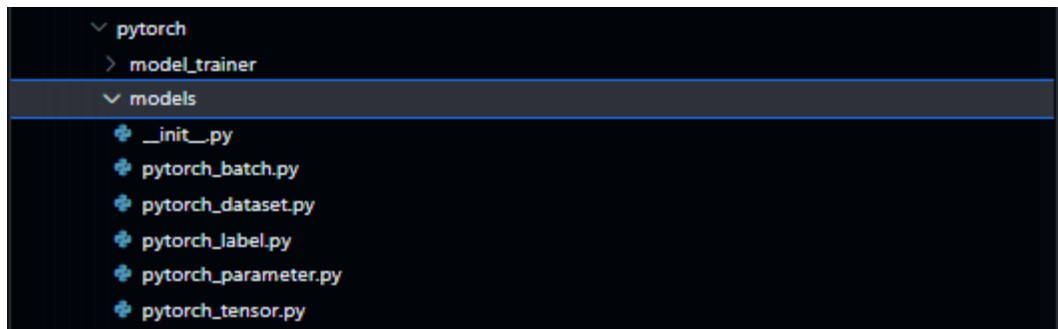 pytorch
model_trainer
models
__init__.py
pytorch_batch.py
pytorch_dataset.py
pytorch_label.py
pytorch_parameter.py
pytorch_tensor.py